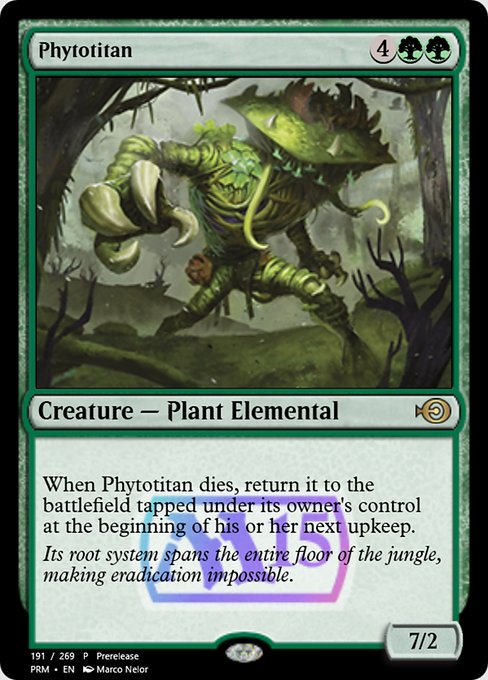 Phytotitan 4
Creature — Plant Elemental
When Phytotitan dies, return it to the
battlefield tapped under its owner's control
at the beginning of his or her next upkeep.
Its root system spans the entire floor of the jungle,
making eradication impossible.
M15
7/2
191 / 269 P Prerelease
PRM • EN Marco Nelor